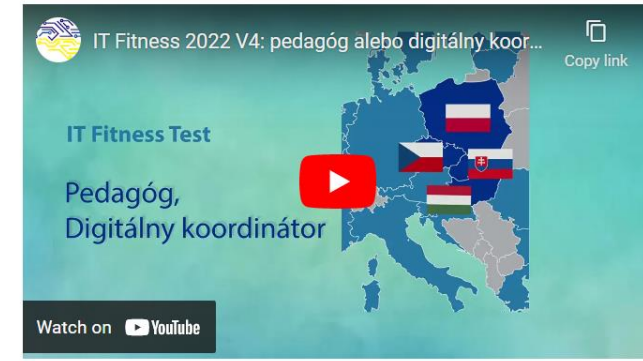 IT Fitness 2022 V4: pedagóg alebo digitálny koor...
Copy link
IT Fitness Test
Pedagóg,
Digitálny koordinátor
Watch on YouTube